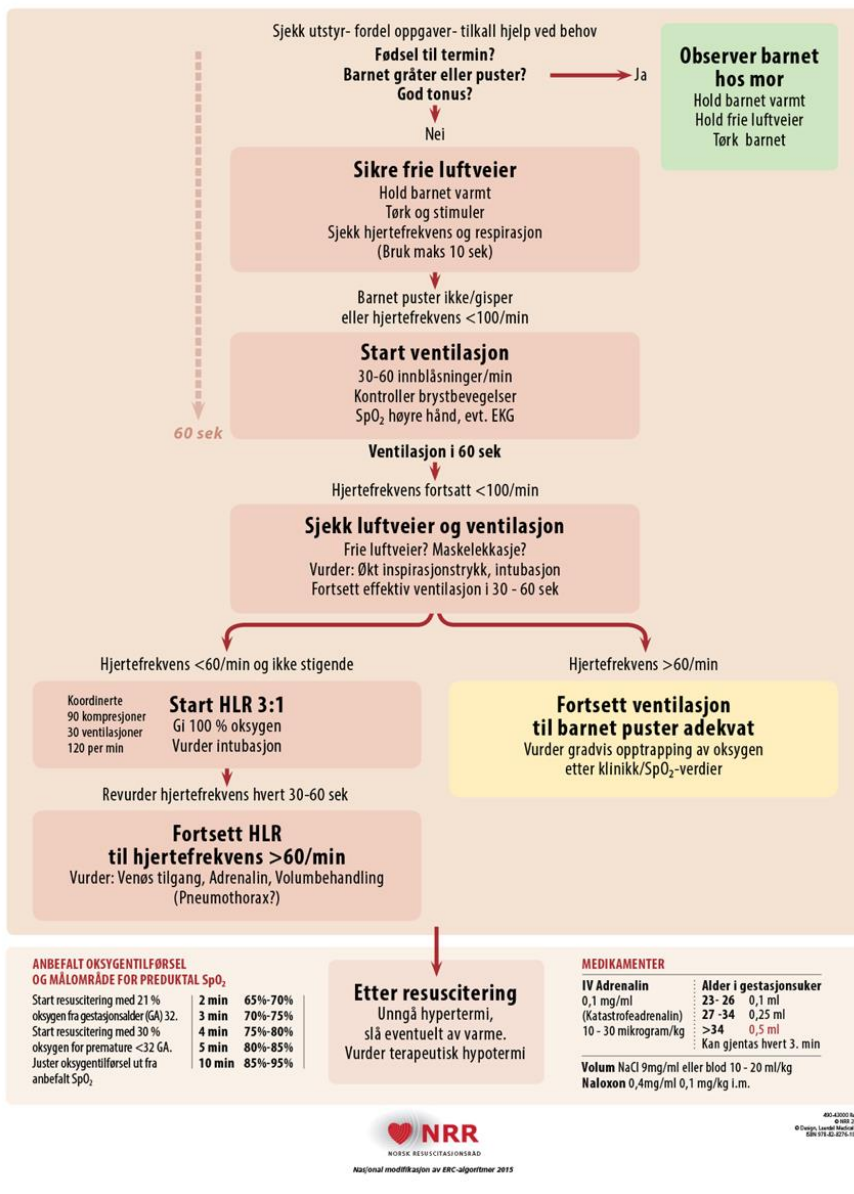 Sjekk utstyr- fordel oppgaver- tilkall hjelp ved behov
Fødsel til termin?
Barnet gråter eller puster?
God tonus?
Ja
Observer barnet
hos mor
Hold barnet varmt
Hold frie luftveier
Tørk barnet
Nei
Sikre frie luftveier
Hold barnet varmt
Tørk og stimuler
Sjekk hjertefrekvens og respirasjon
(Bruk maks 10 sek)
Barnet puster ikke/gisper
eller hjertefrekvens <100/min
Start ventilasjon
30-60 innblåsninger/min
Kontroller brystbevegelser
SpO₂ høyre hånd, evt. EKG
60 sek
Ventilasjon i 60 sek
Hjertefrekvens fortsatt <100/min
Sjekk luftveier og ventilasjon
Frie luftveier? Maskelekkasje?
Vurder: Økt inspirasjonstrykk, intubasjon
Fortsett effektiv ventilasjon i 30 - 60 sek
Hjertefrekvens <60/min og ikke stigende
Koordinerte
90 kompresjoner
30 ventilasjoner
120 per min
Start HLR 3:1
Gi 100 % oksygen
Vurder intubasjon
Revurder hjertefrekvens hvert 30-60 sek
Fortsett HLR
til hjertefrekvens >60/min
Vurder: Venøs tilgang, Adrenalin, Volumbehandling
(Pneumothorax?)
Hjertefrekvens >60/min
Fortsett ventilasjon
til barnet puster adekvat
Vurder gradvis opptrapping av oksygen
etter klinikk/SpO₂-verdier
ANBEFALT OKSYGENTILFØRSEL
OG MÅLOMRÅDE FOR PREDUKTAL SpO₂
Start resuscitering med 21 %
oksygen fra gestasjonsalder (GA) 32.
Start resuscitering med 30 %
oksygen for premature <32 GA.
Juster oksygentilførsel ut fra
anbefalt SpO₂
2 min 65%-70%
3 min 70%-75%
4 min 75%-80%
5 min 80%-85%
10 min 85%-95%
Etter resuscitering
Unngå hypertermi,
slå eventuelt av varme.
Vurder terapeutisk hypotermi
MEDIKAMENTER
IV Adrenalin
0,1 mg/ml
(Katastrofeadrenalin)
10 - 30 mikrogram/kg
Alder i gestasjonsuker
23- 26 0,1 ml
27 -34 0,25 ml
>34 0,5 ml
Kan gjentas hvert 3. min
Volum NaCl 9mg/ml eller blod 10 - 20 ml/kg
Naloxon 0,4mg/ml 0,1 mg/kg i.m.
NRR
NORSK RESUSCITASJONSRÅD
Nasjonal modifikasjon av ERC-algoritmer 2015
© NRR